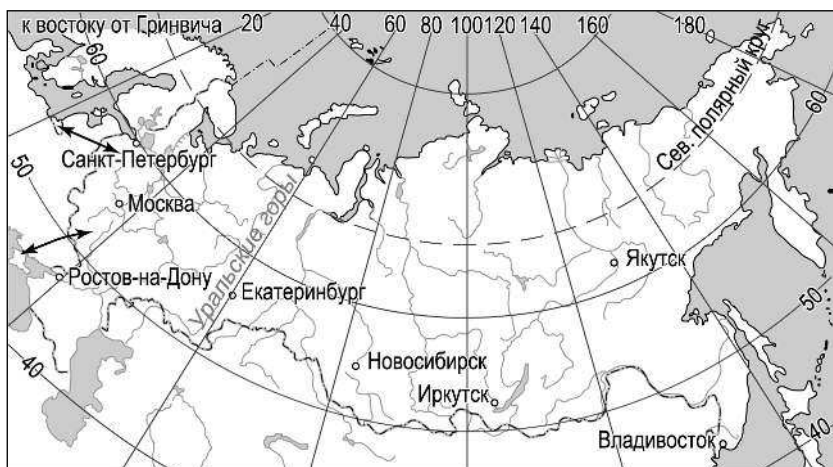 к востоку от Гринвича 20 40 60 80 100 120 140 160 180
60
Сев. полярный круг
60
50
Санкт-Петербург
Москва
Уральские горы
Якутск
Ростов-на-Дону
Екатеринбург
50
40
Новосибирск
Иркутск
Владивосток
40